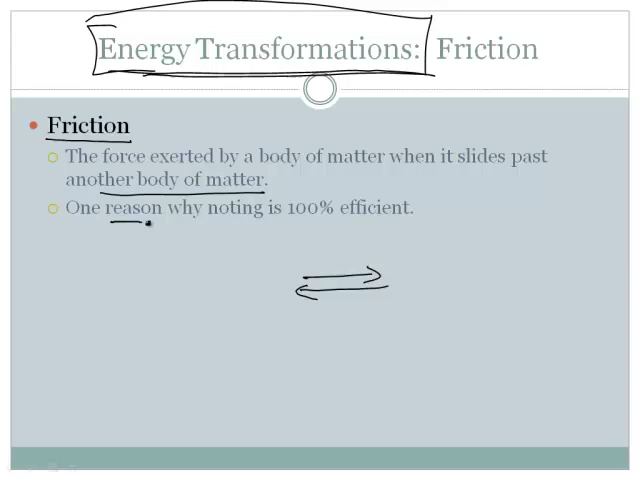 Energy Transformations: Friction
Friction
The force exerted by a body of matter when it slides past
another body of matter.
One reason why noting is 100% efficient.